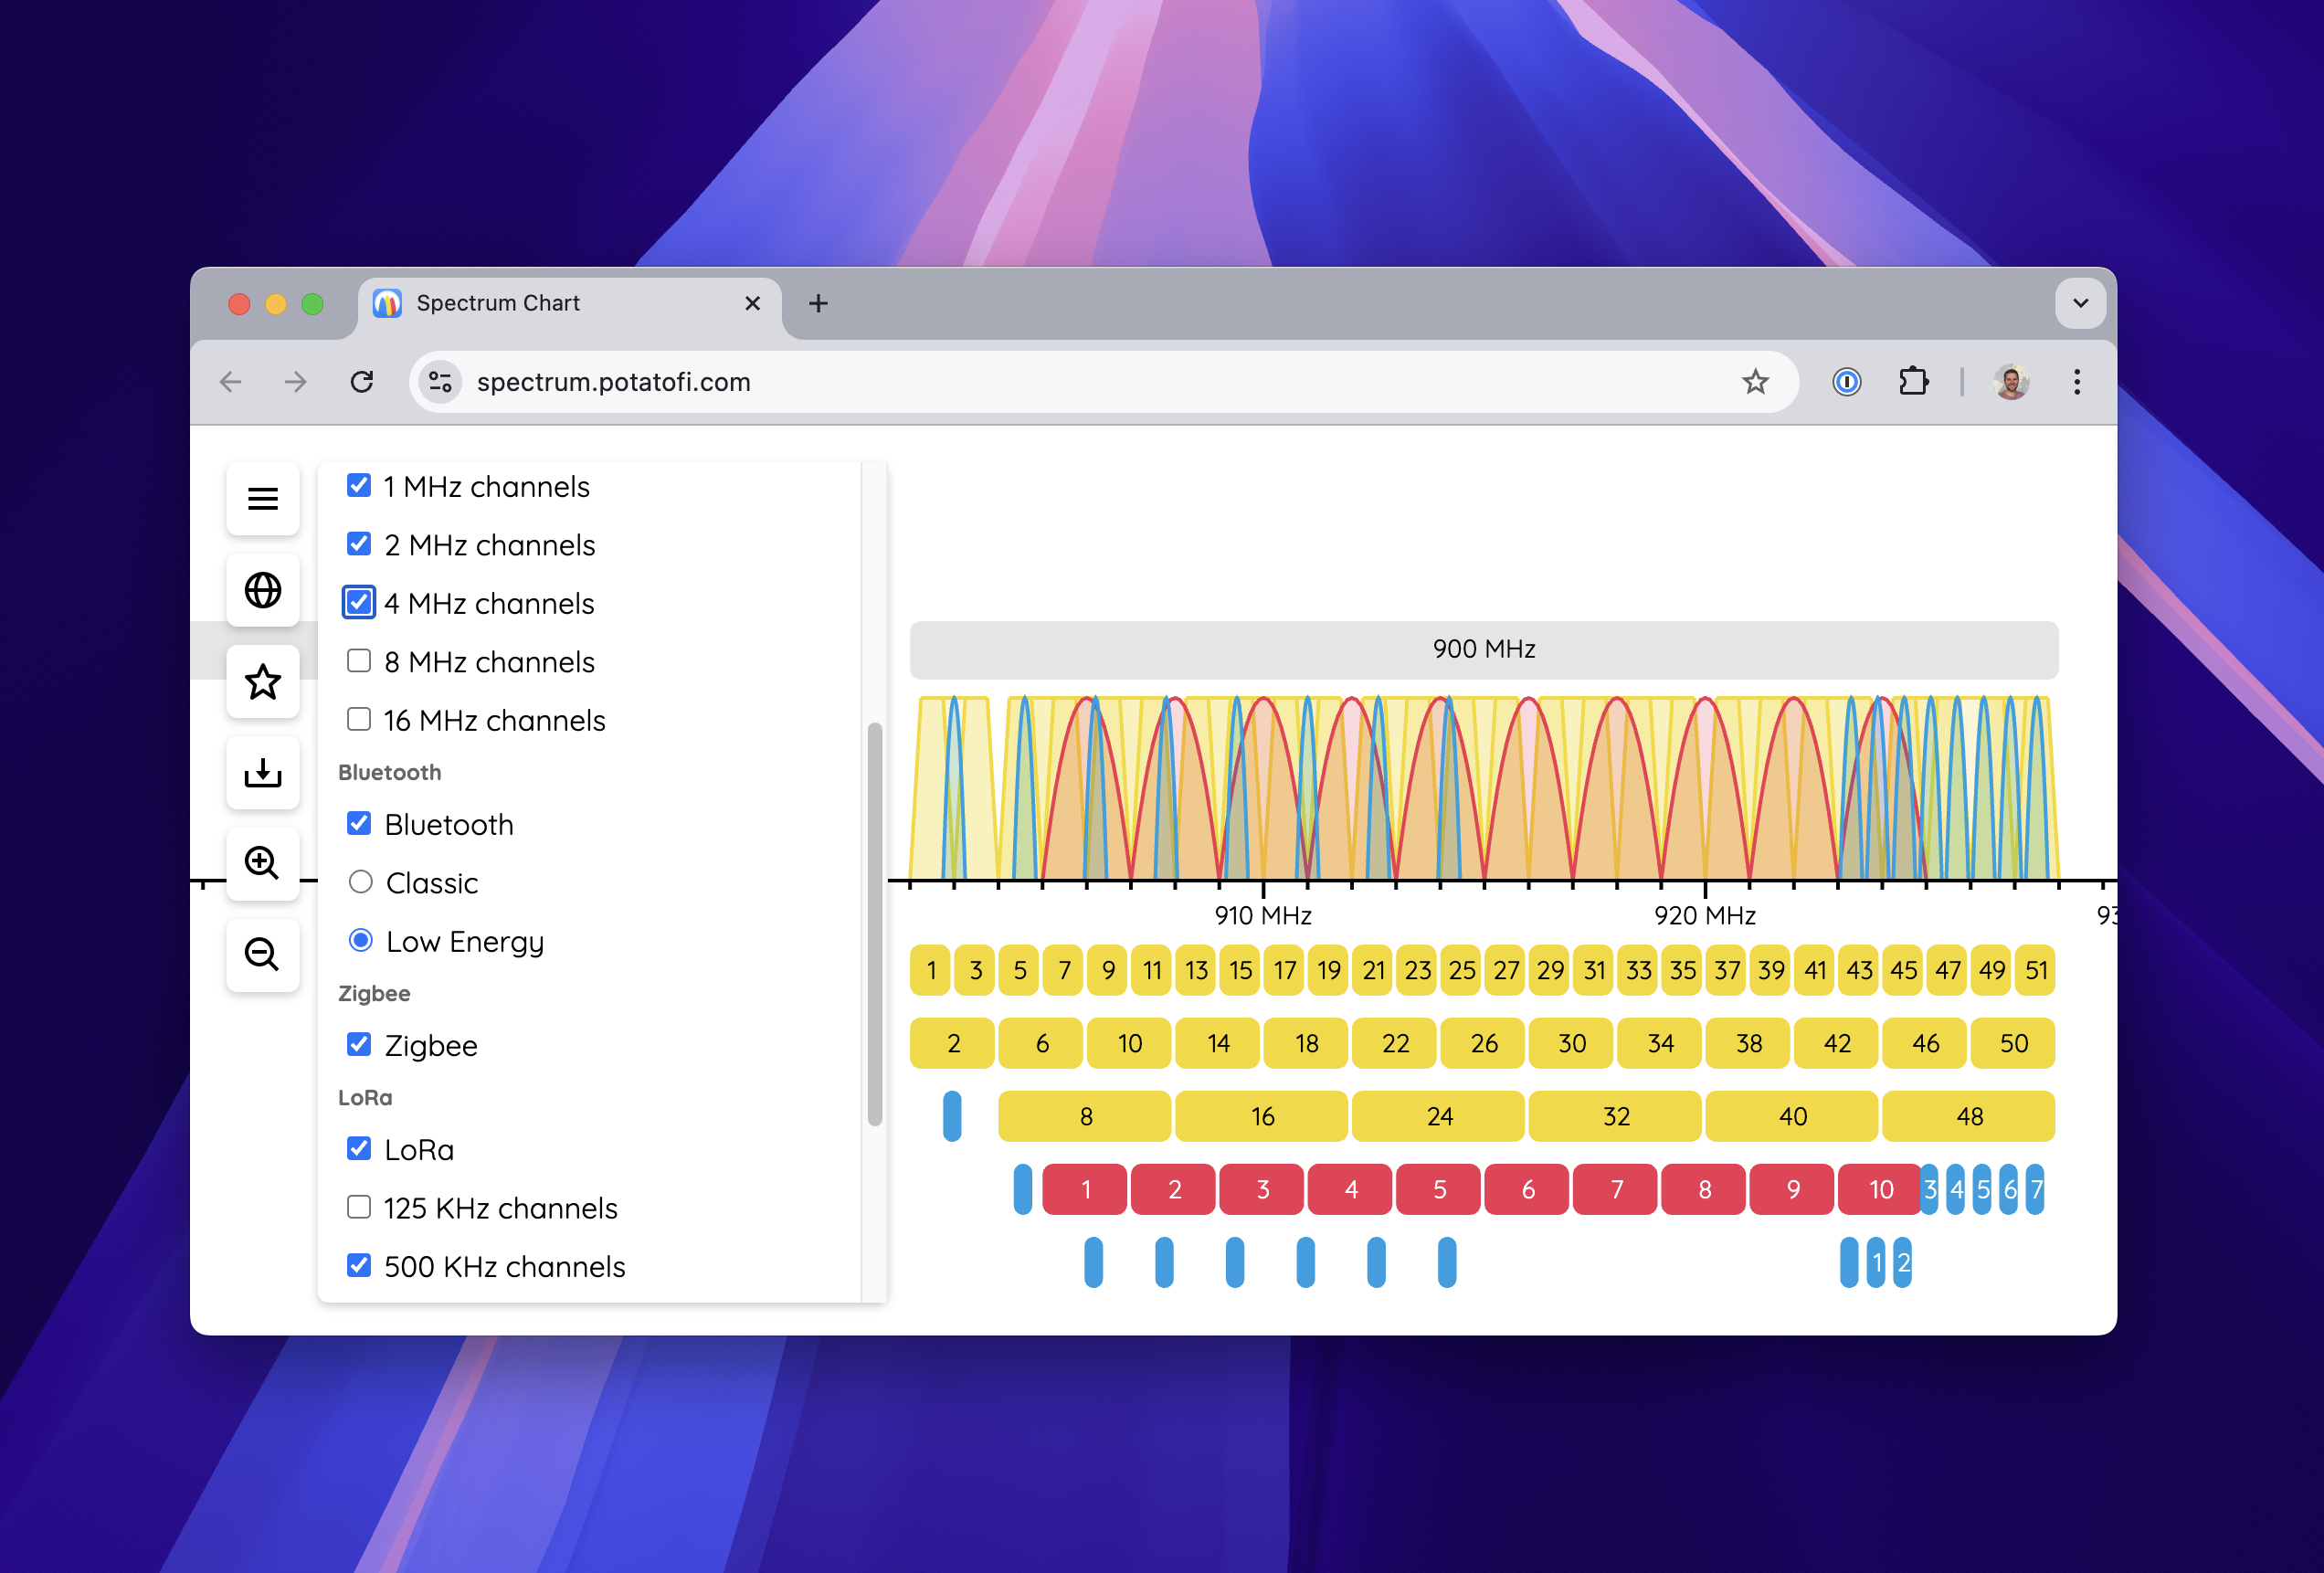 Spectrum Chart
spectrum.potatofi.com
1 MHz channels
2 MHz channels
4 MHz channels
8 MHz channels
16 MHz channels
Bluetooth
Bluetooth
Classic
Low Energy
Zigbee
Zigbee
LoRa
LoRa
125 KHz channels
500 KHz channels
900 MHz
910 MHz 920 MHz 93
1 3 5 7 9 11 13 15 17 19 21 23 25 27 29 31 33 35 37 39 41 43 45 47 49 51
2 6 10 14 18 22 26 30 34 38 42 46 50
8 16 24 32 40 48
1 2 3 4 5 6 7 8 9 10 3 4 5 6 7
1 2